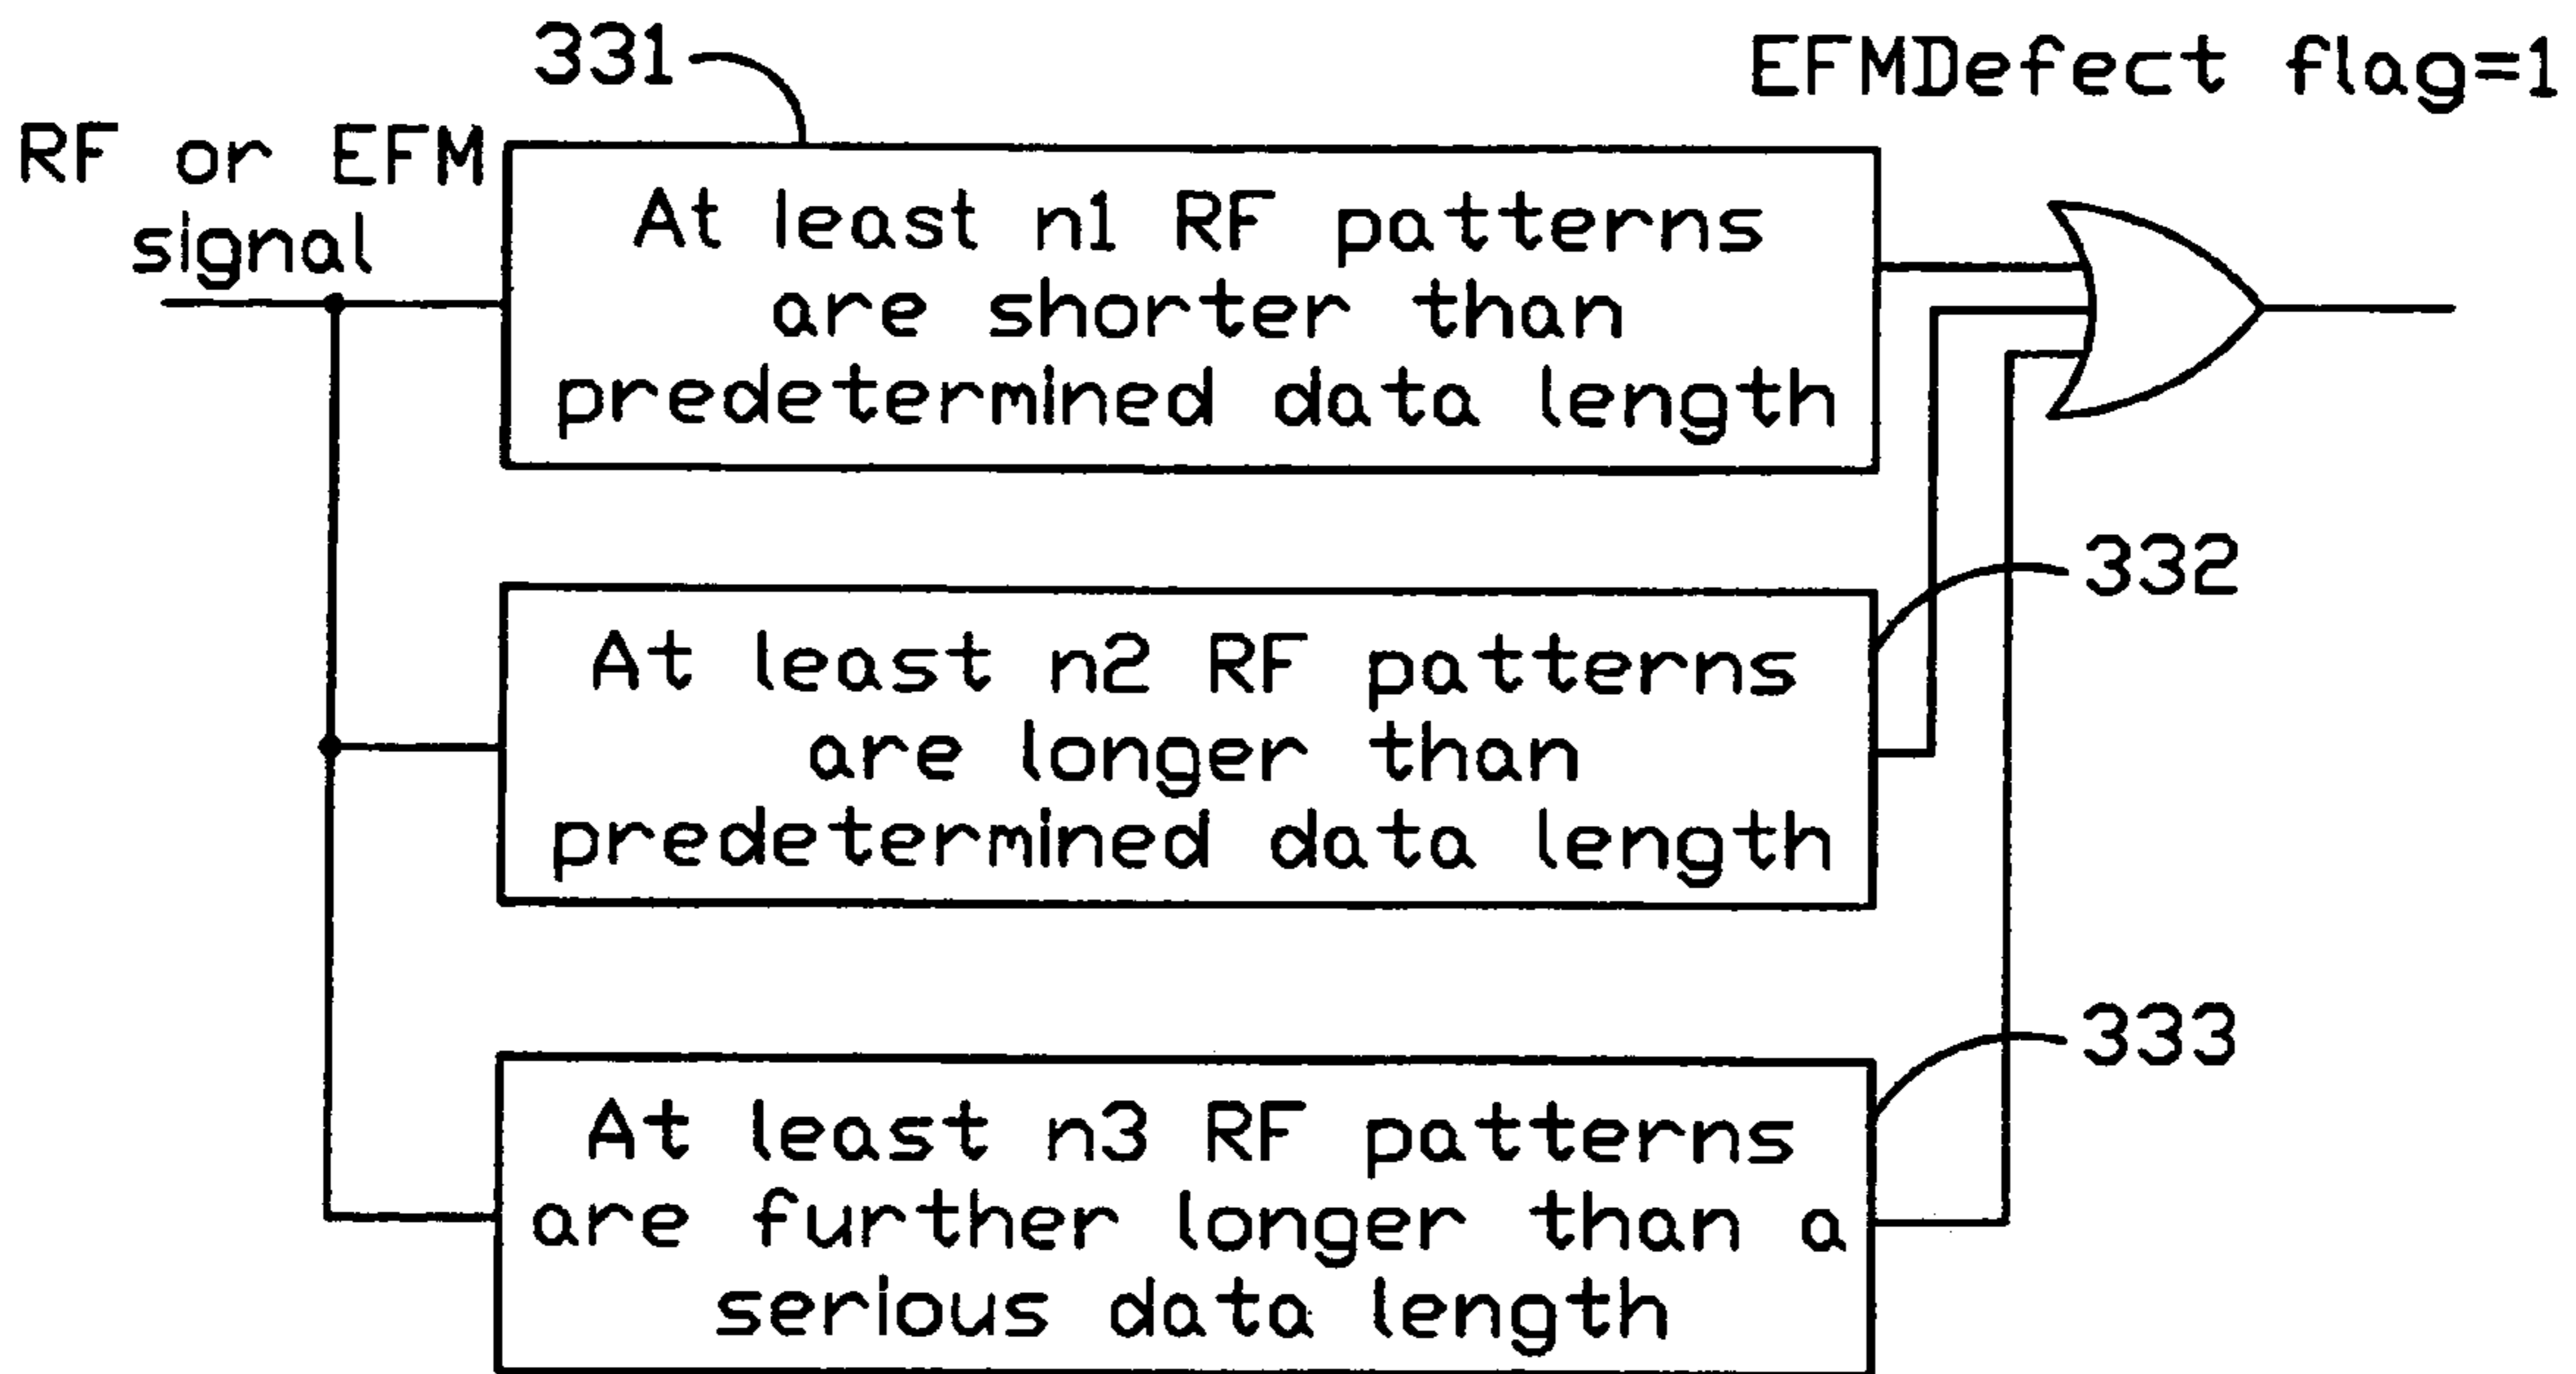 331
EFMDefect flag=1
RF or EFM
signal
At least n1 RF patterns
are shorter than
predetermined data length
332
At least n2 RF patterns
are longer than
predetermined data length
333
At least n3 RF patterns
are further longer than a
serious data length